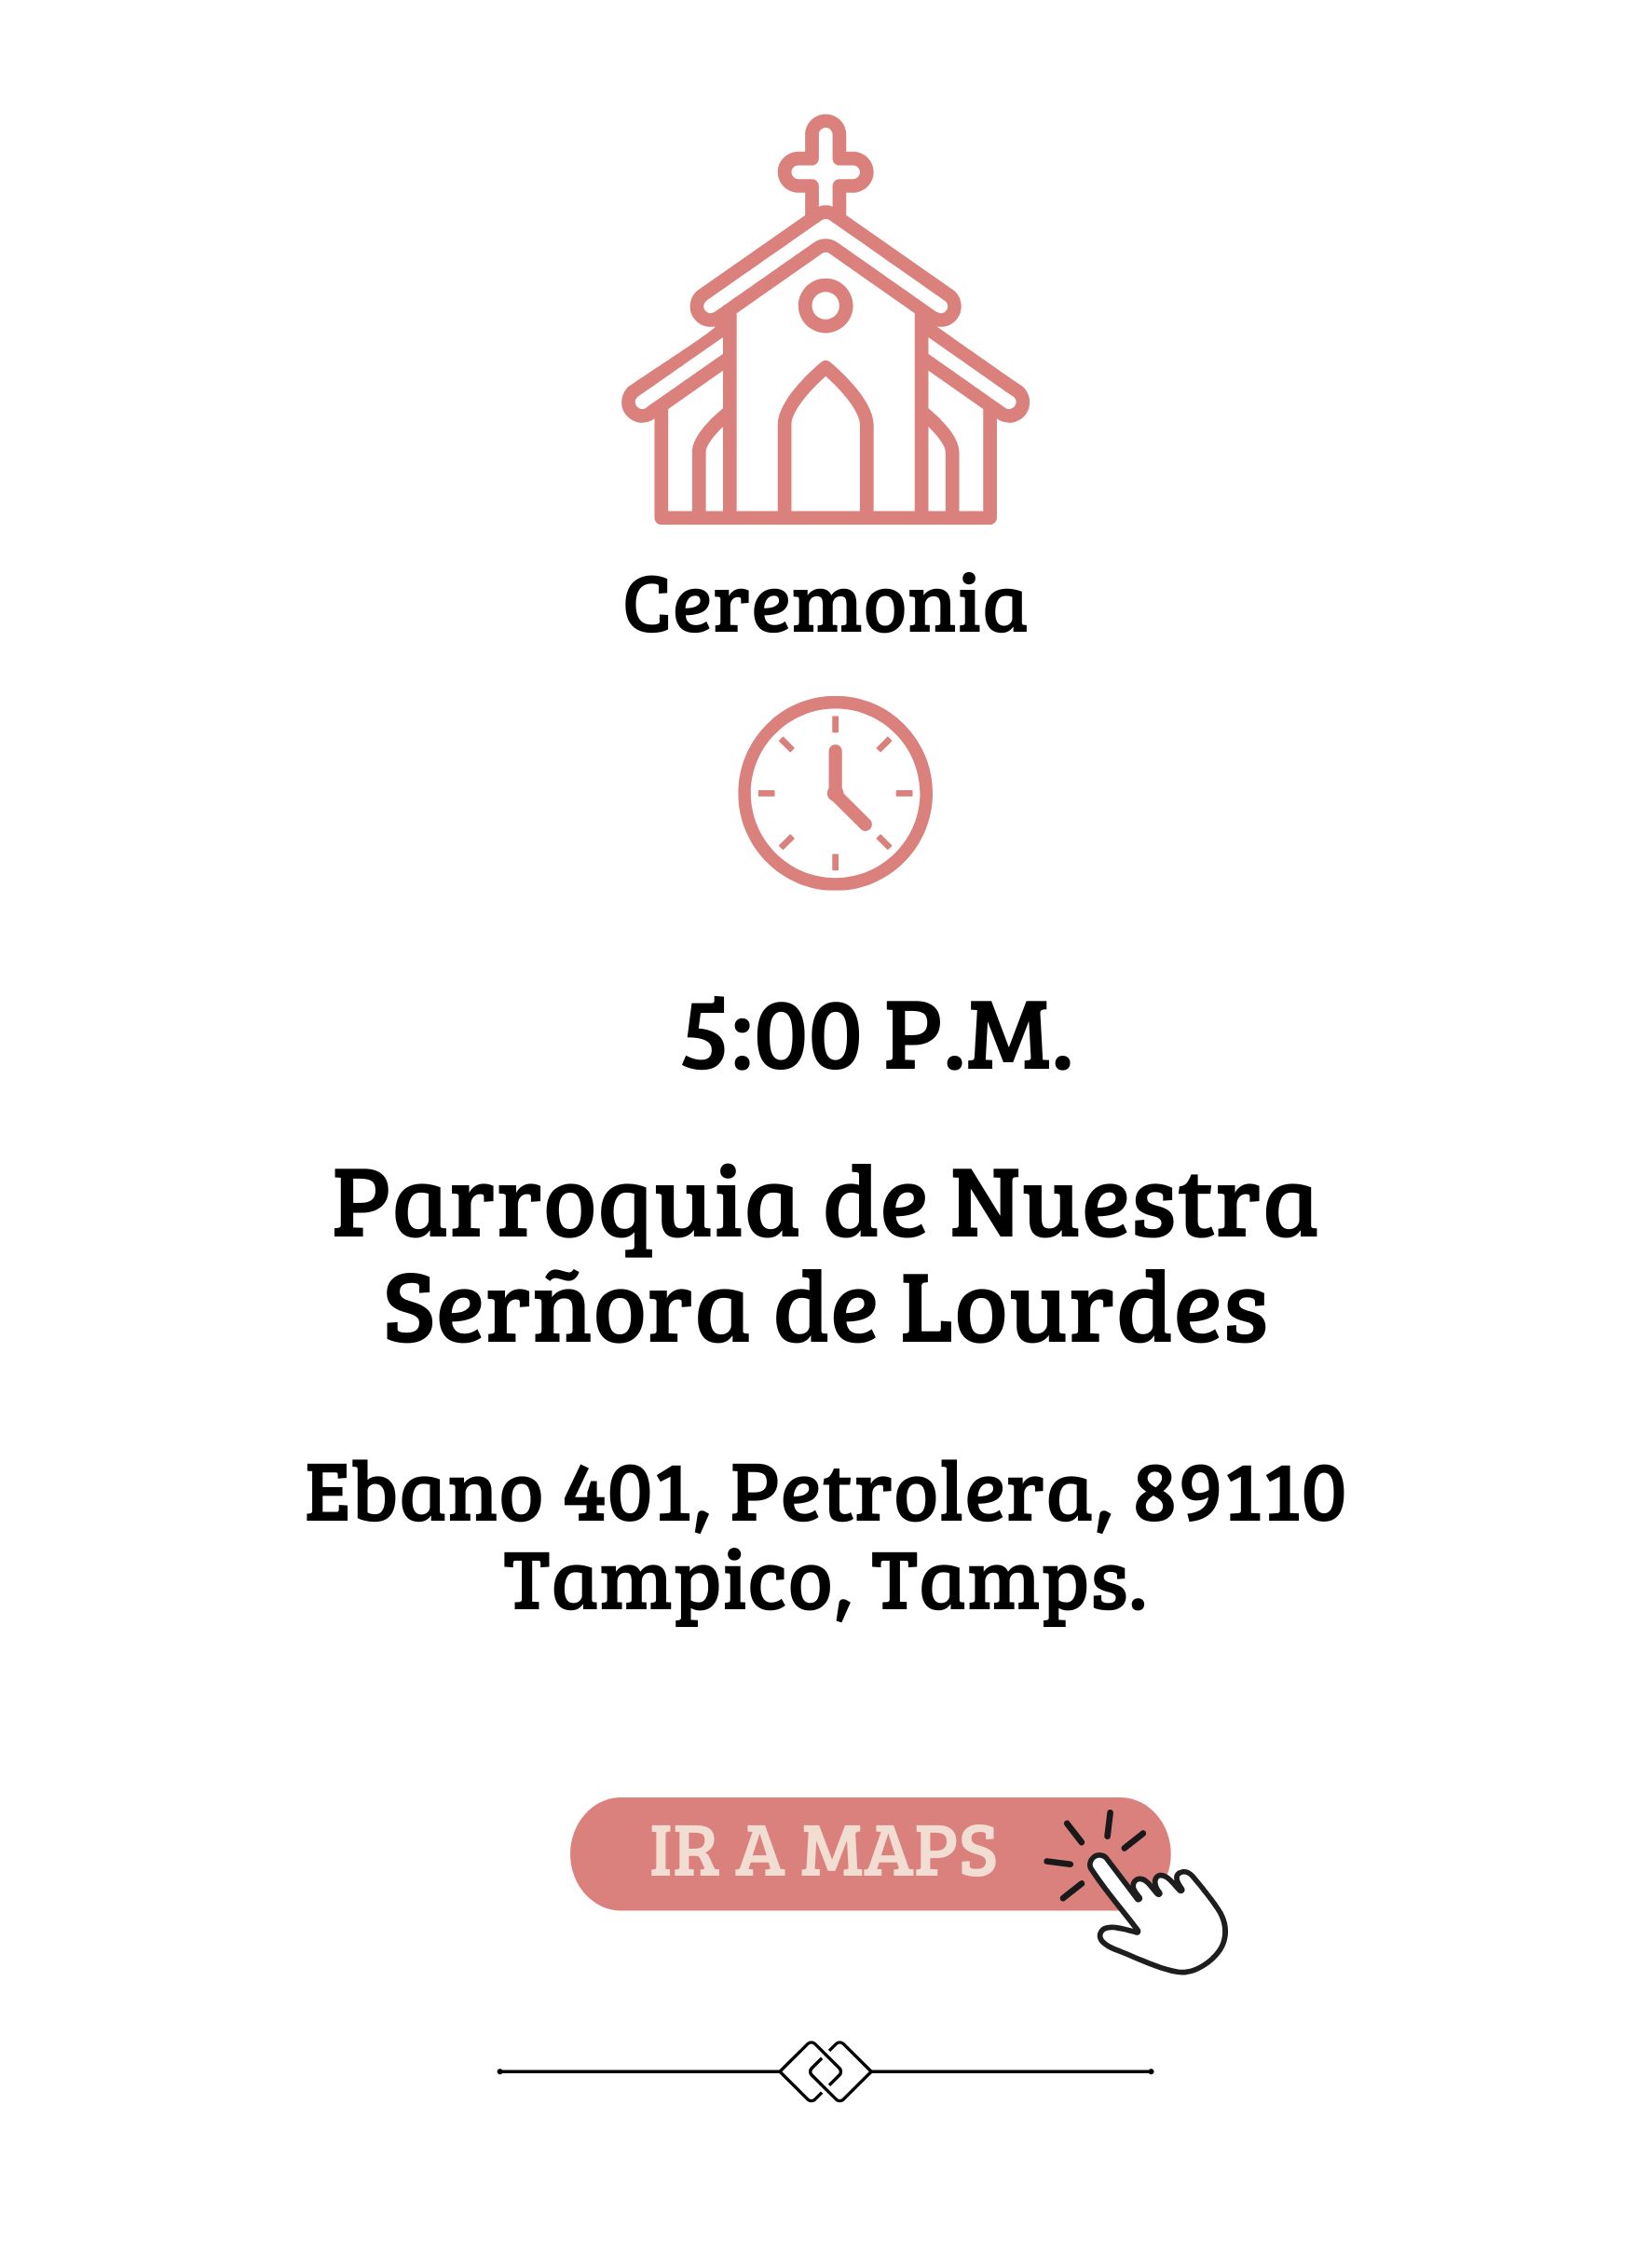 Ceremonia
5:00 P.M.
Parroquia de Nuestra
Serñora de Lourdes
Ebano 401, Petrolera, 89110
Tampico, Tamps.
IR A MAPS